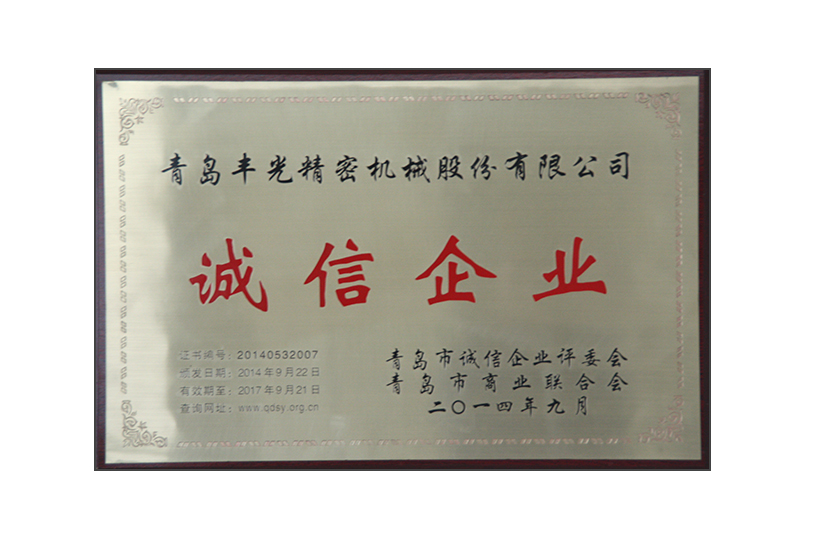 青岛丰光精密机械股份有限公司
诚信企业
证书编号：20140532007
颁发日期：2014年9月22日
有效期至：2017年9月21日
查询网址：www.qdsy.org.cn
青岛市诚信企业评委会
青岛市商业联合会
二〇一四年九月